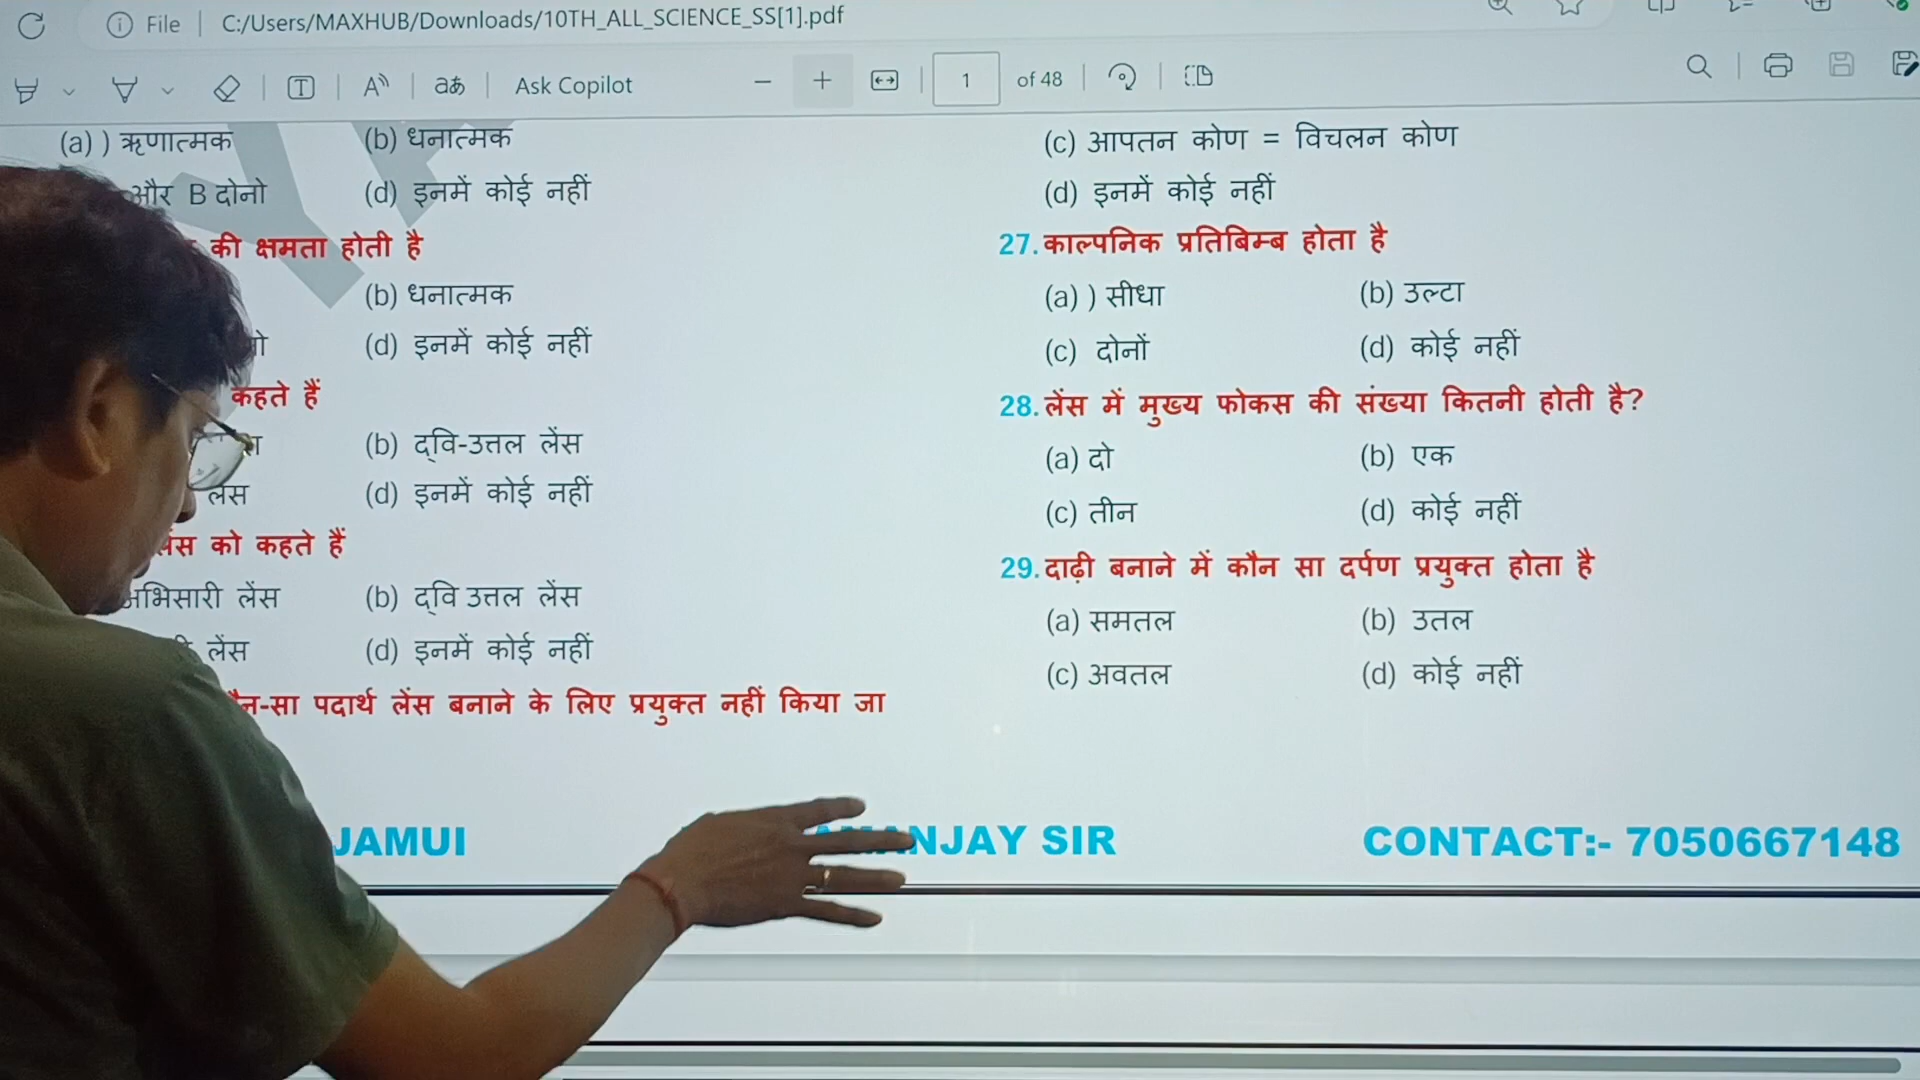 File | C:/Users/MAXHUB/Downloads/10TH_ALL_SCIENCE_SS[1].pdf
Ask Copilot
1 of 48
(a) ) ऋणात्मक (b) धनात्मक
और B दोनो (d) इनमें कोई नहीं
की क्षमता होती है
(b) धनात्मक
(d) इनमें कोई नहीं
कहते हैं
(b) द्वि-उत्तल लेंस
लेंस (d) इनमें कोई नहीं
लेंस को कहते हैं
अभिसारी लेंस (b) द्वि उत्तल लेंस
लेंस (d) इनमें कोई नहीं
पदार्थ लेंस बनाने के लिए प्रयुक्त नहीं किया जा
(c) आपतन कोण = विचलन कोण
(d) इनमें कोई नहीं
27. काल्पनिक प्रतिबिम्ब होता है
(a) ) सीधा (b) उल्टा
(c) दोनों (d) कोई नहीं
28. लेंस में मुख्य फोकस की संख्या कितनी होती है?
(a) दो (b) एक
(c) तीन (d) कोई नहीं
29. दाढ़ी बनाने में कौन सा दर्पण प्रयुक्त होता है
(a) समतल (b) उतल
(c) अवतल (d) कोई नहीं
JAMUI
SIR
CONTACT:- 7050667148